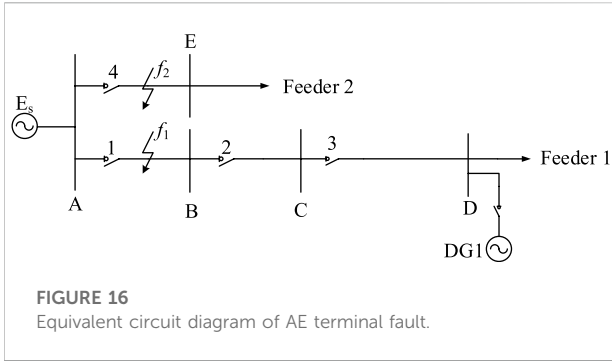 E
4
f2
Feeder 2
Es
1
f1
2
3
Feeder 1
A
B
C
D
DG1
FIGURE 16
Equivalent circuit diagram of AE terminal fault.